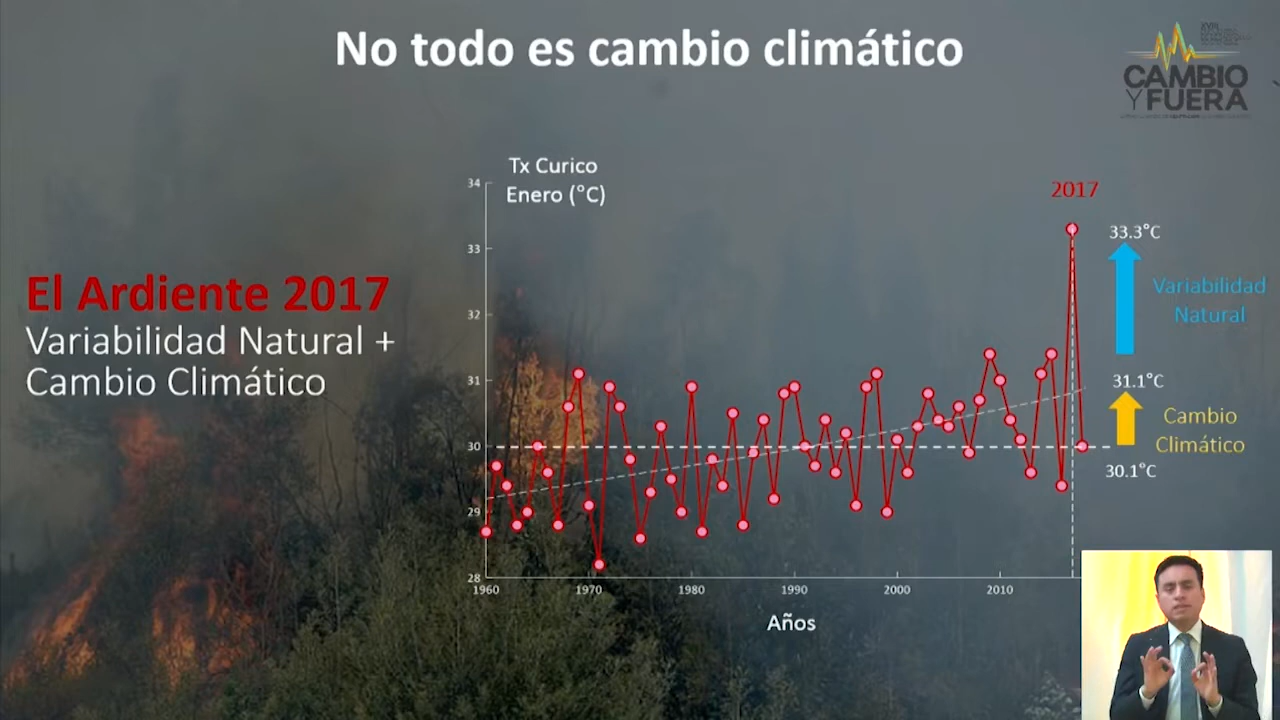 No todo es cambio climático
CAMBIO
Y FUERA
Tx Curico
Enero (°C)
34
33
32
31
30
29
28
1960
1970
1980
1990
2000
2010
Años
2017
33.3°C
Variabilidad
Natural
31.1°C
Cambio
Climático
30.1°C
El Ardiente 2017
Variabilidad Natural +
Cambio Climático